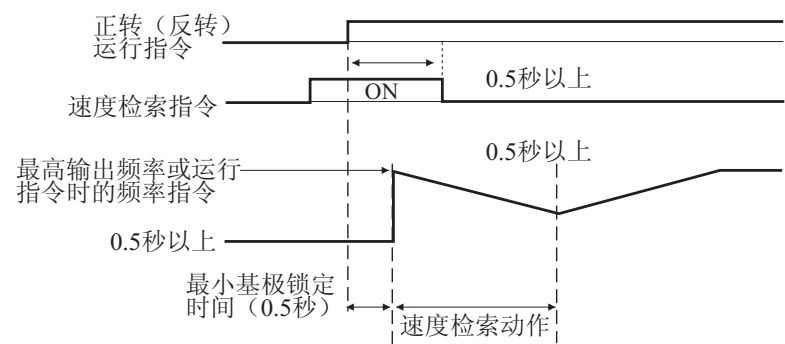 正转（反转）
运行指令
0.5秒以上
ON
速度检索指令
0.5秒以上
最高输出频率或运行
指令时的频率指令
0.5秒以上
最小基极锁定
时间（0.5秒）
速度检索动作